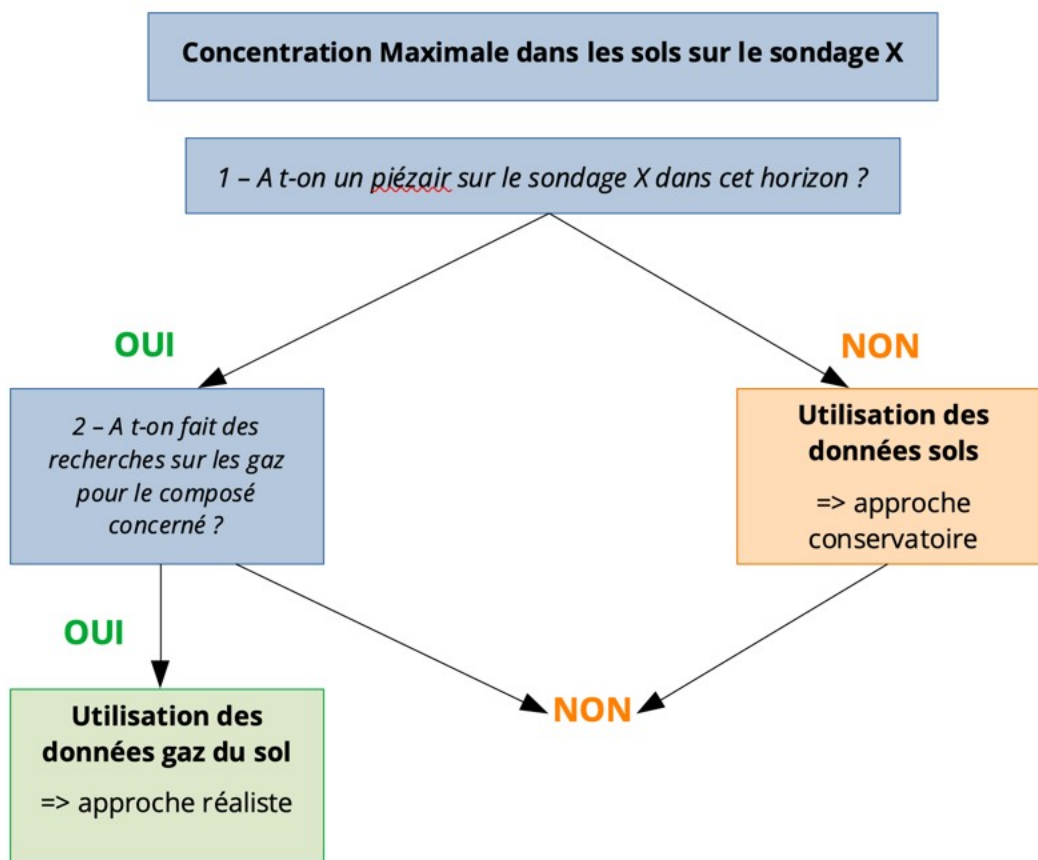 Concentration Maximale dans les sols sur le sondage X
1 – A t-on un piézair sur le sondage X dans cet horizon ?
OUI
NON
2 – A t-on fait des
recherches sur les gaz
pour le composé
concerné ?
Utilisation des
données sols
=> approche
conservatoire
OUI
NON
Utilisation des
données gaz du sol
=> approche réaliste